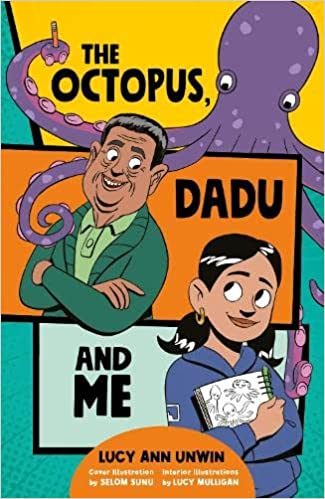 THE
OCTOPUS,
DADU
AND
ME
LUCY ANN UNWIN
Cover Illustration
by SELOM SUNU
Interior Illustrations
by LUCY MULLIGAN